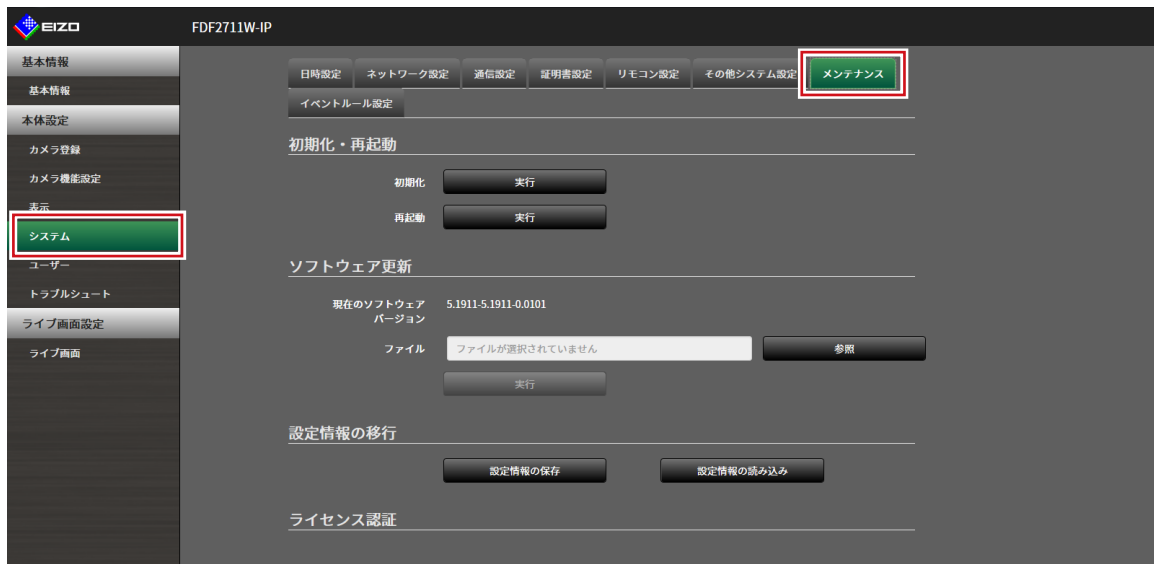 EIZO
FDF2711W-IP
基本情報
基本情報
本体設定
カメラ登録
カメラ機能設定
表示
システム
ユーザー
トラブルシュート
ライブ画面設定
ライブ画面
日時設定 ネットワーク設定 通信設定 証明書設定 リモコン設定 その他システム設定 メンテナンス
イベントルール設定
初期化・再起動
初期化 実行
再起動 実行
ソフトウェア更新
現在のソフトウェア 5.1911-5.1911-0.0101
バージョン
ファイル ファイルが選択されていません 参照
実行
設定情報の移行
設定情報の保存 設定情報の読み込み
ライセンス認証